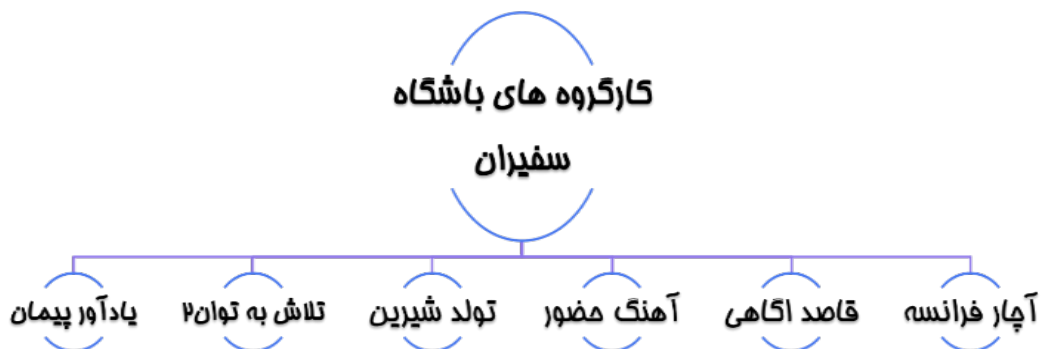 کارگروه های باشگاه
سفیران
آچار فرانسه
قاصد اگاهی
آهنگ حضور
تولد شیرین
تلاش به توان۲
یادآور پیمان